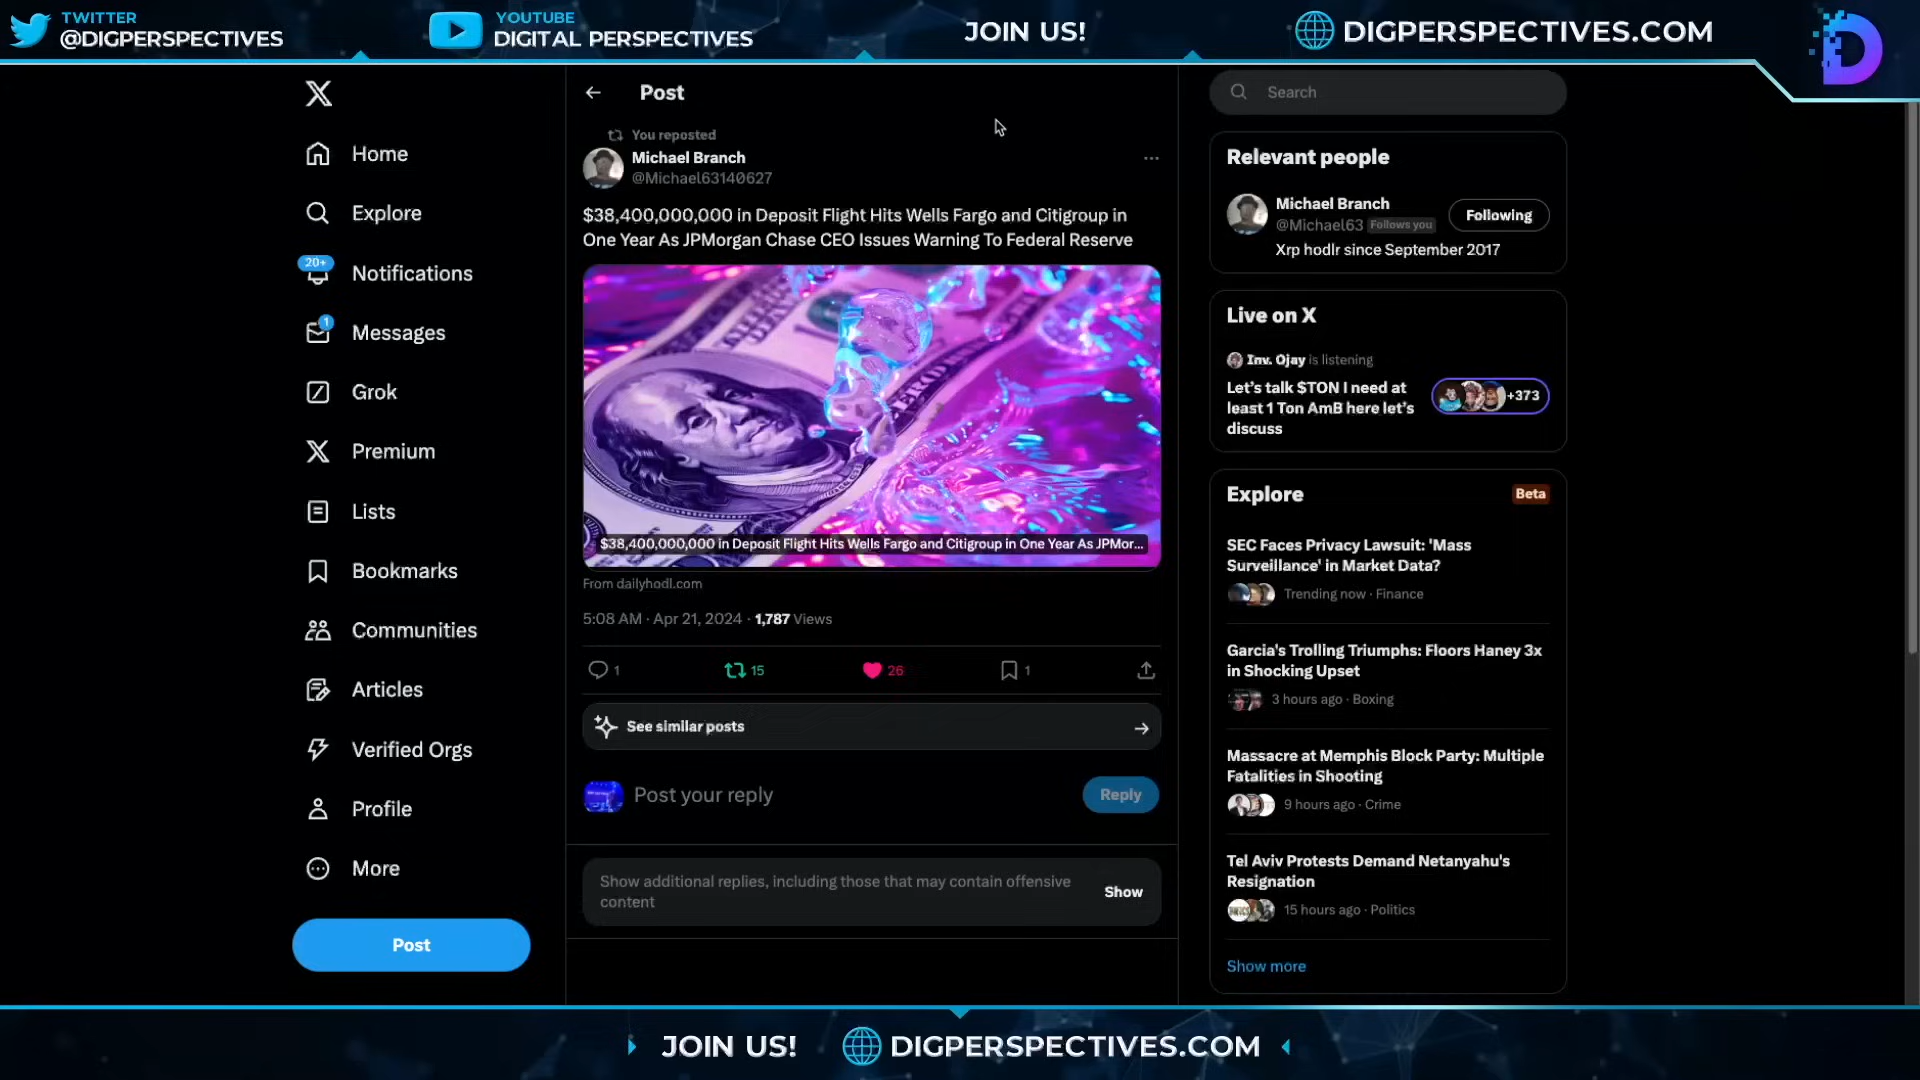 TWITTER
@DIGPERSPECTIVES
YOUTUBE
DIGITAL PERSPECTIVES
JOIN US!
DIGPERSPECTIVES.COM
Home
Explore
20+
Notifications
1
Messages
Grok
Premium
Lists
Bookmarks
Communities
Articles
Verified Orgs
Profile
More
Post
Post
You reposted
Michael Branch
@Michael63140627
$38,400,000,000 in Deposit Flight Hits Wells Fargo and Citigroup in
One Year As JPMorgan Chase CEO Issues Warning To Federal Reserve
$38,400,000,000 in Deposit Flight Hits Wells Fargo and Citigroup in One Year As JPMor...
From dailyhodl.com
5:08 AM · Apr 21, 2024 · 1,787 Views
1 15 26 1
See similar posts
Post your reply
Reply
Show additional replies, including those that may contain offensive
content
Show
Search
Relevant people
Michael Branch
@Michael63 Follows you
Following
Xrp hodlr since September 2017
Live on X
Inv. Ojay is listening
Let's talk $TON I need at
least 1 Ton AmB here let's
discuss
+373
Explore
Beta
SEC Faces Privacy Lawsuit: 'Mass
Surveillance' in Market Data?
Trending now · Finance
Garcia's Trolling Triumphs: Floors Haney 3x
in Shocking Upset
3 hours ago · Boxing
Massacre at Memphis Block Party: Multiple
Fatalities in Shooting
9 hours ago · Crime
Tel Aviv Protests Demand Netanyahu's
Resignation
15 hours ago · Politics
Show more
JOIN US!
DIGPERSPECTIVES.COM